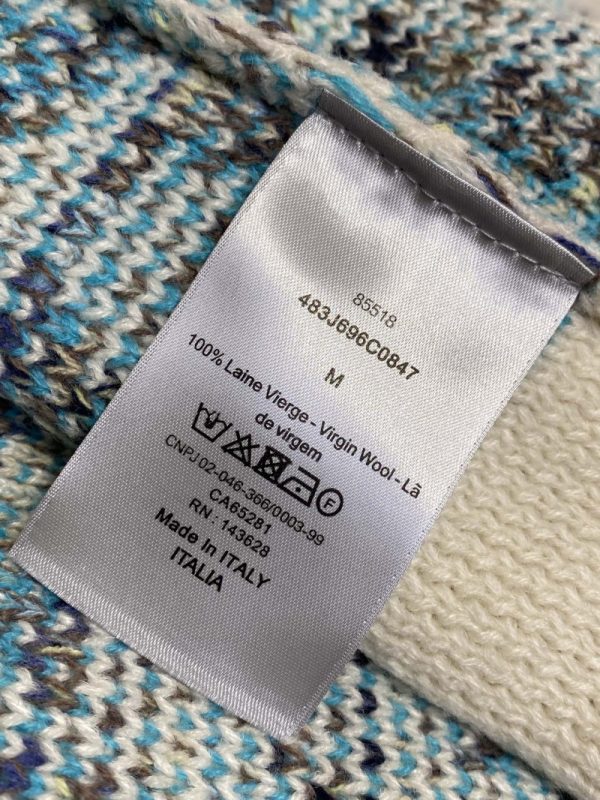 85518
483J696C0847
M
100% Laine Vierge - Virgin Wool - Lã
de virgem
F
CNPJ 02-046-366/0003-99
CA65281
RN : 143628
Made In ITALY
ITALIA